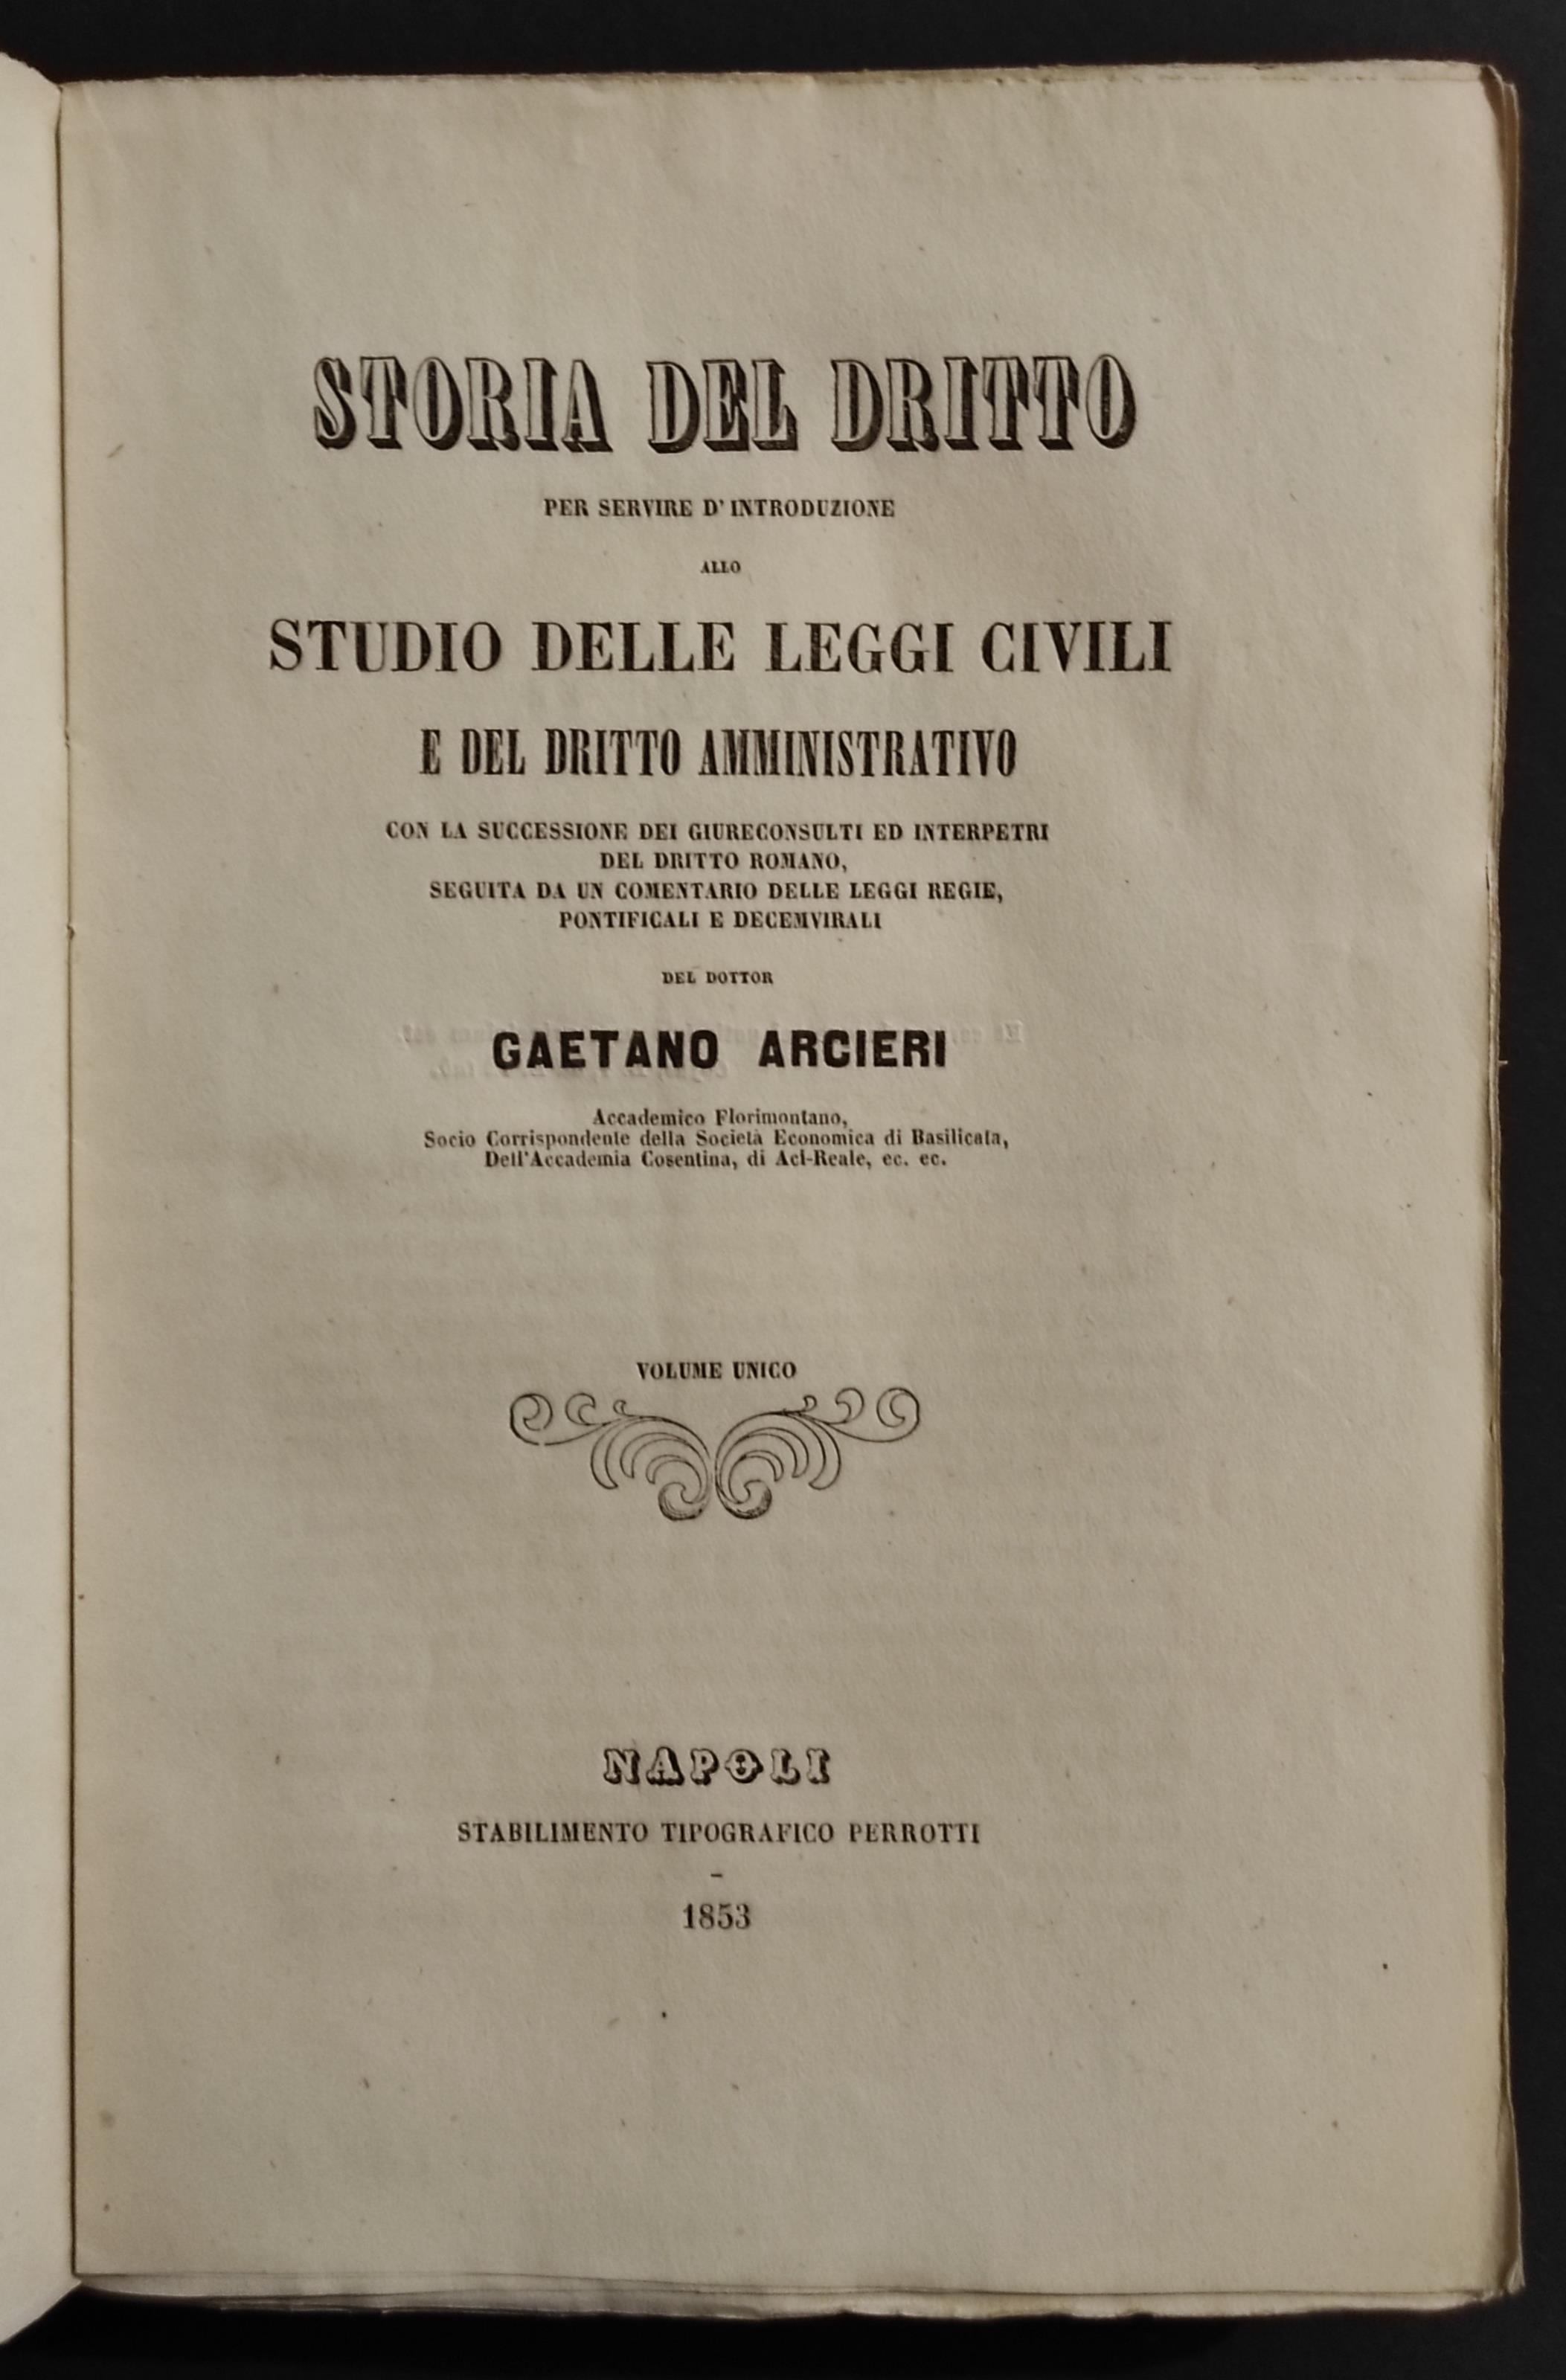 STORIA DEL DRITTO
PER SERVIRE D'INTRODUZIONE
ALLO
STUDIO DELLE LEGGI CIVILI
E DEL DRITTO AMMINISTRATIVO
CON LA SUCCESSIONE DEI GIURECONSULTI ED INTERPETRI
DEL DRITTO ROMANO,
SEGUITA DA UN COMENTARIO DELLE LEGGI REGIE,
PONTIFICALI E DECEMVIRALI
DEL DOTTOR
GAETANO ARCIERI
Accademico Florimontano,
Socio Corrispondente della Società Economica di Basilicata,
Dell'Accademia Cosentina, di Aci-Reale, ec. ec.
VOLUME UNICO
NAPOLI
STABILIMENTO TIPOGRAFICO PERROTTI
-
1853